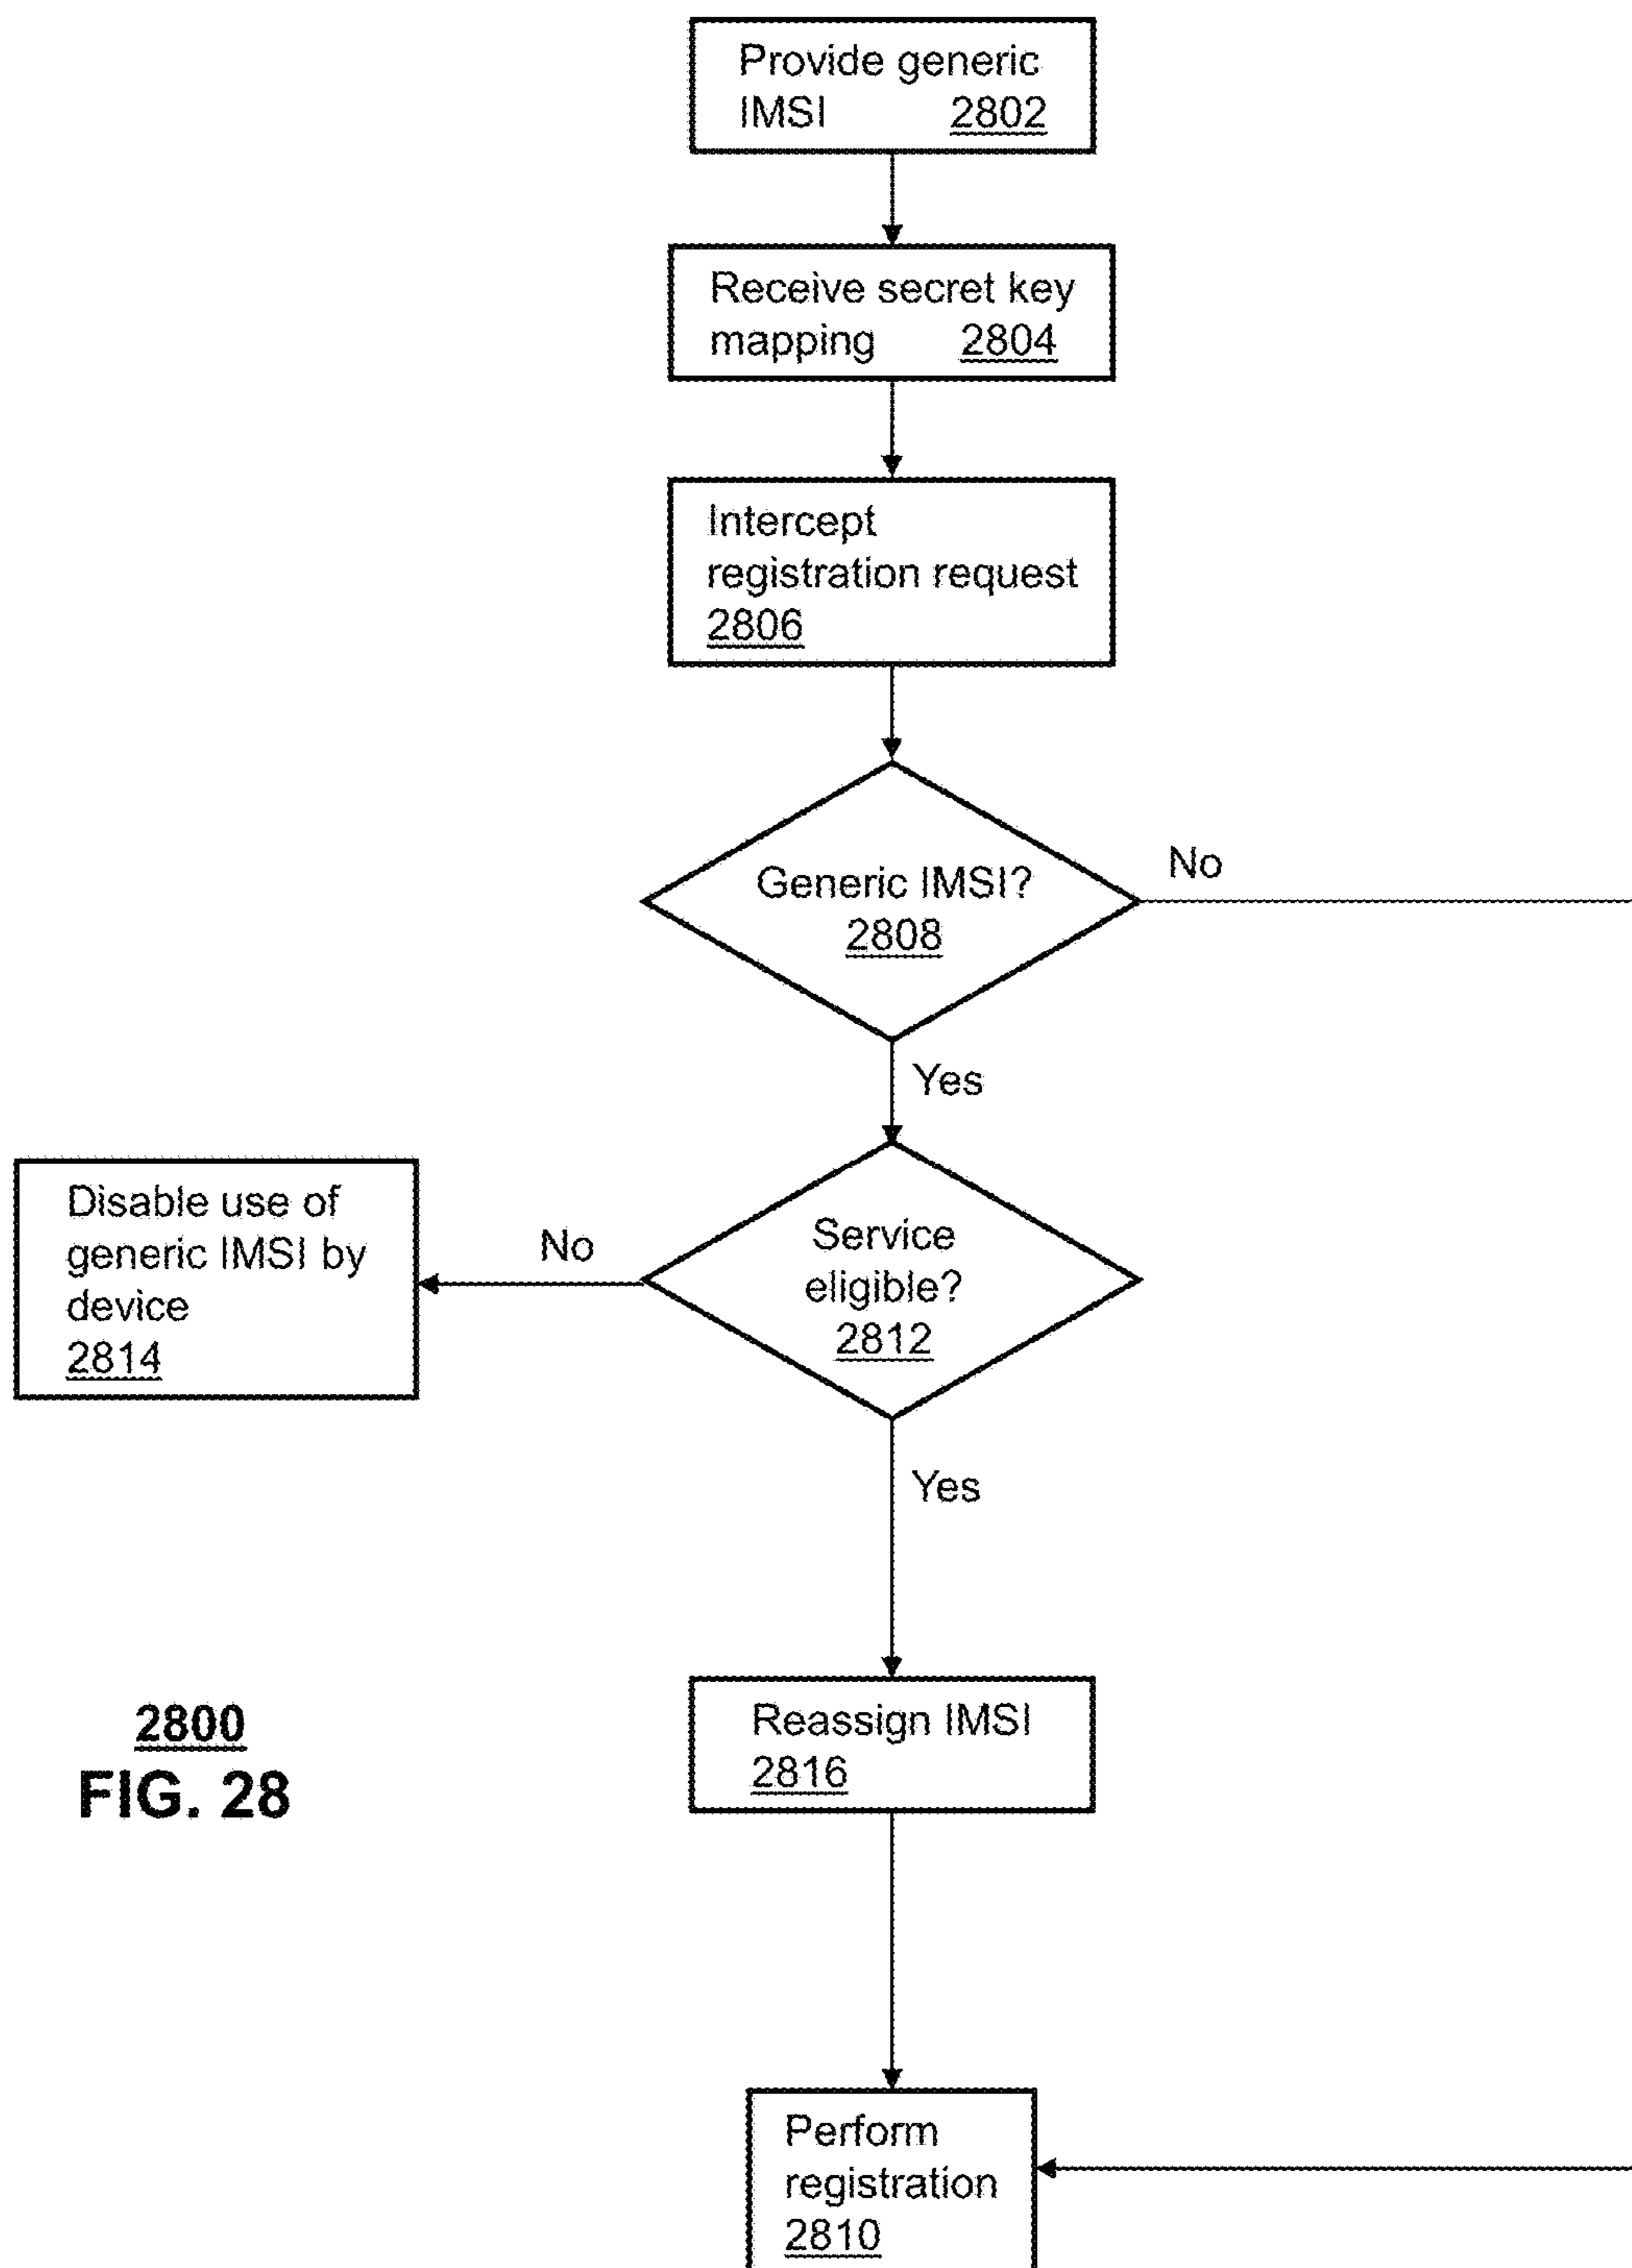 Provide generic
IMSI 2802
Receive secret key
mapping 2804
Intercept
registration request
2806
Generic IMSI?
2808
No
Yes
Service
eligible?
2812
No
Disable use of
generic IMSI by
device
2814
Yes
Reassign IMSI
2816
2800
FIG. 28
Perform
registration
2810